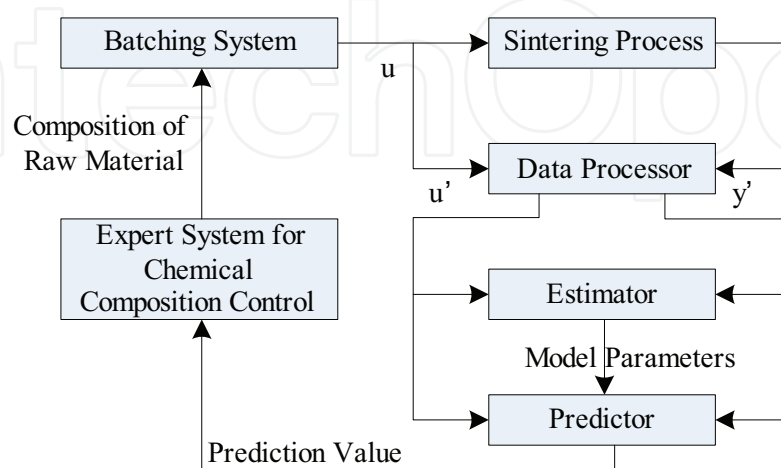 Batching System
Sintering Process
u
Composition of
Raw Material
Data Processor
u’
y’
Expert System for
Chemical
Composition Control
Estimator
Model Parameters
Predictor
Prediction Value